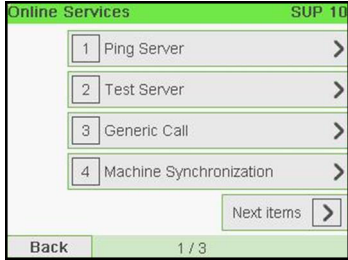 Online Services SUP 10
1 Ping Server
2 Test Server
3 Generic Call
4 Machine Synchronization
Next items
Back 1 / 3